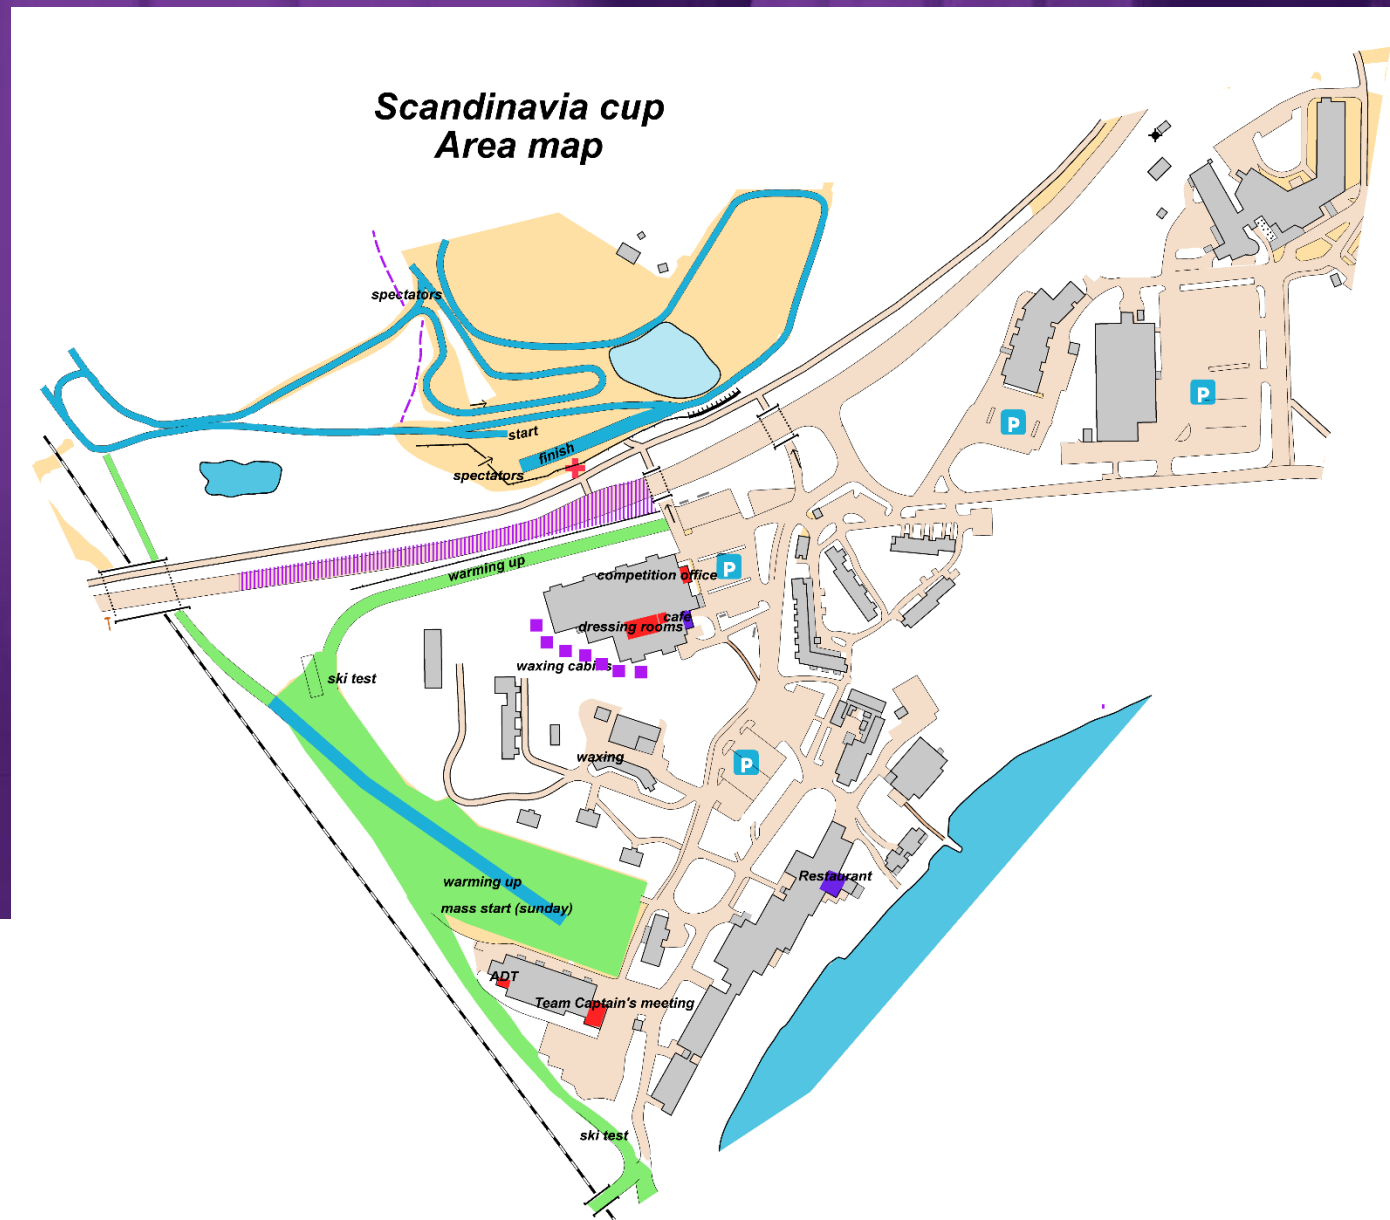 Scandinavia cup
Area map
spectators
start
finish
spectators
P
P
warming up
competition office
P
cafe
dressing rooms
waxing cabins
ski test
waxing
P
Restaurant
warming up
mass start (sunday)
ADT
Team Captain's meeting
ski test